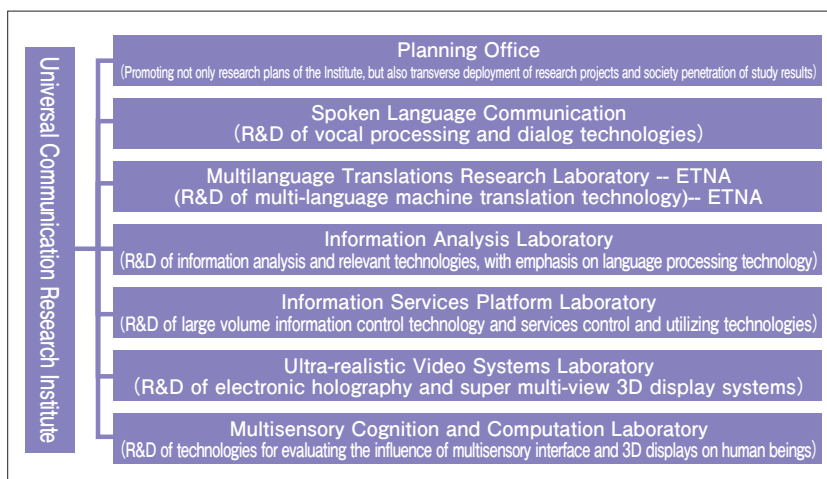 Universal Communication Research Institute
Planning Office
(Promoting not only research plans of the Institute, but also transverse deployment of research projects and society penetration of study results)
Spoken Language Communication
(R&D of vocal processing and dialog technologies)
Multilanguage Translations Research Laboratory -- ETNA
(R&D of multi-language machine translation technology)-- ETNA
Information Analysis Laboratory
(R&D of information analysis and relevant technologies, with emphasis on language processing technology)
Information Services Platform Laboratory
(R&D of large volume information control technology and services control and utilizing technologies)
Ultra-realistic Video Systems Laboratory
(R&D of electronic holography and super multi-view 3D display systems)
Multisensory Cognition and Computation Laboratory
(R&D of technologies for evaluating the influence of multisensory interface and 3D displays on human beings)